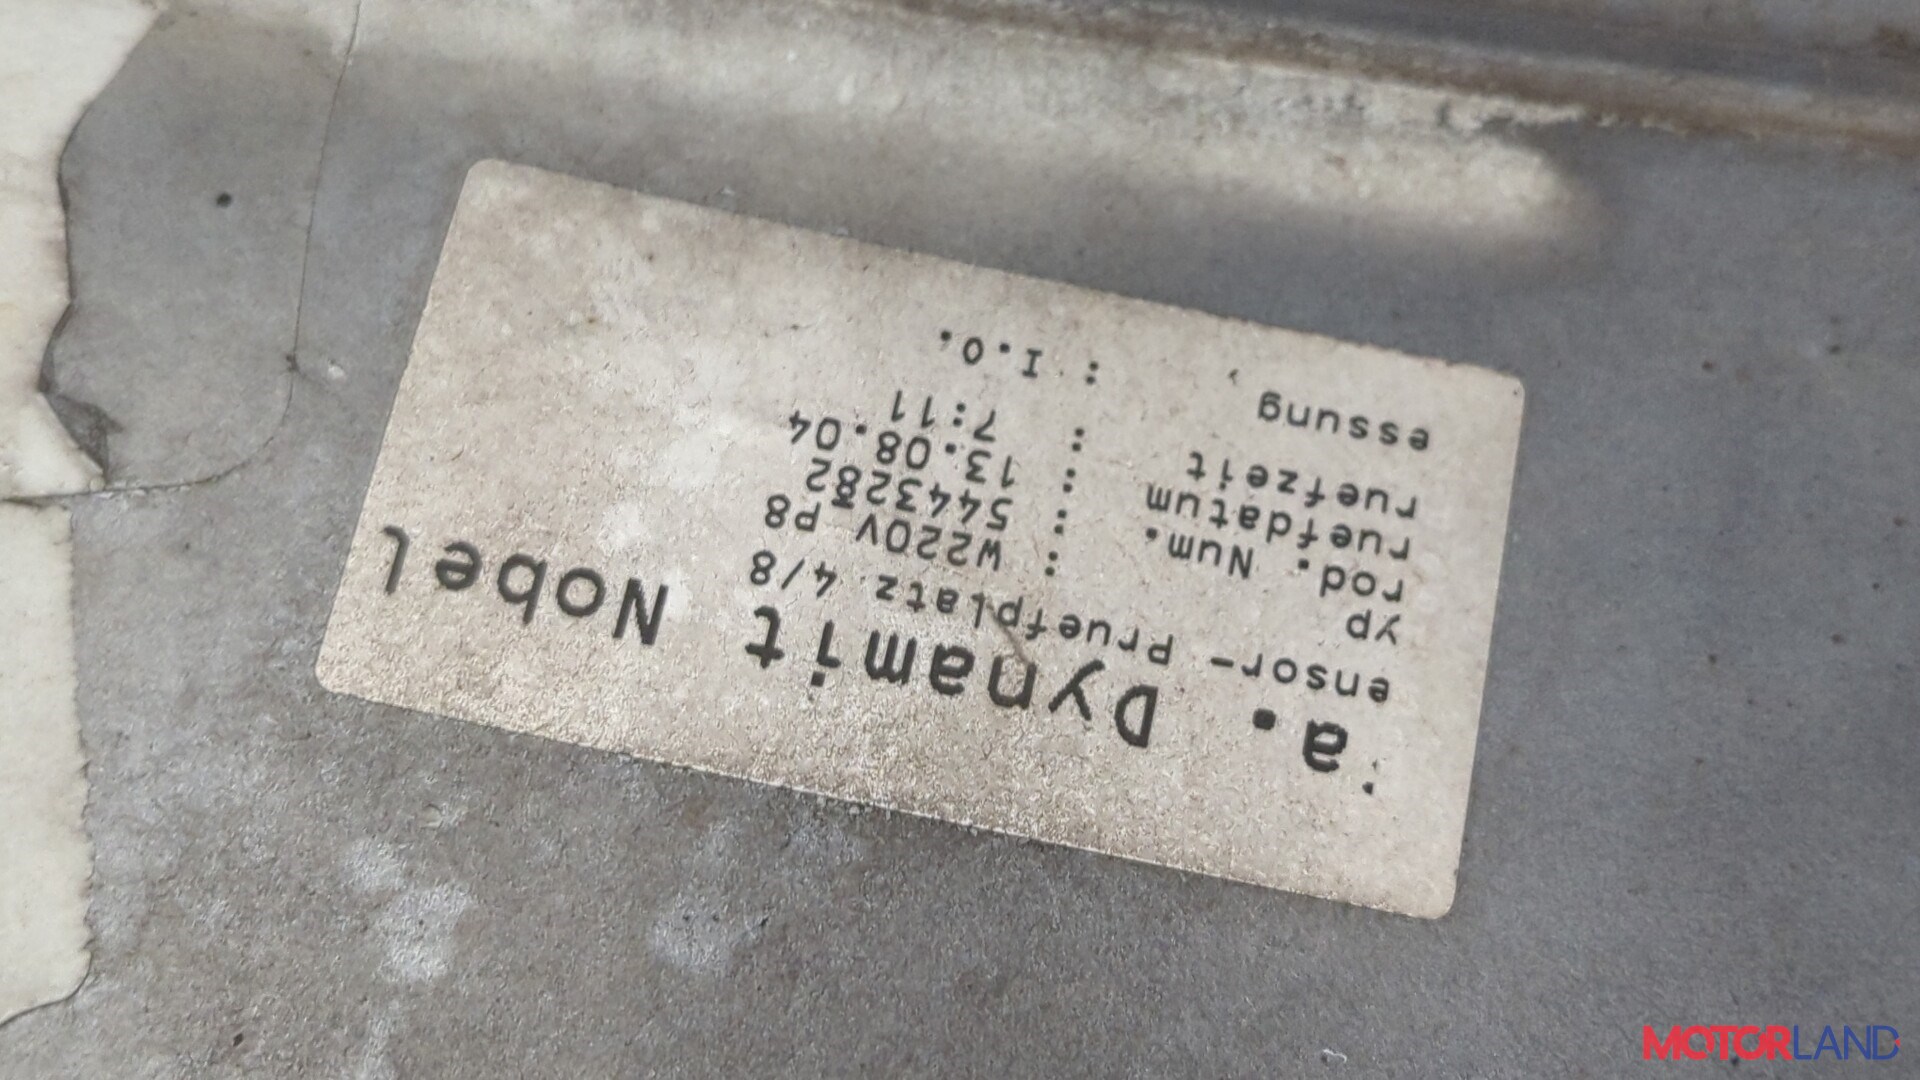 a. Dynamit Nobel
ensor- Pruefplatz 4/8
yp : W220V P8
rod. Num. : 5443282
ruefdatum : 13.08.04
ruefzeit : 7:11
essung : I.O.
MOTORLAND